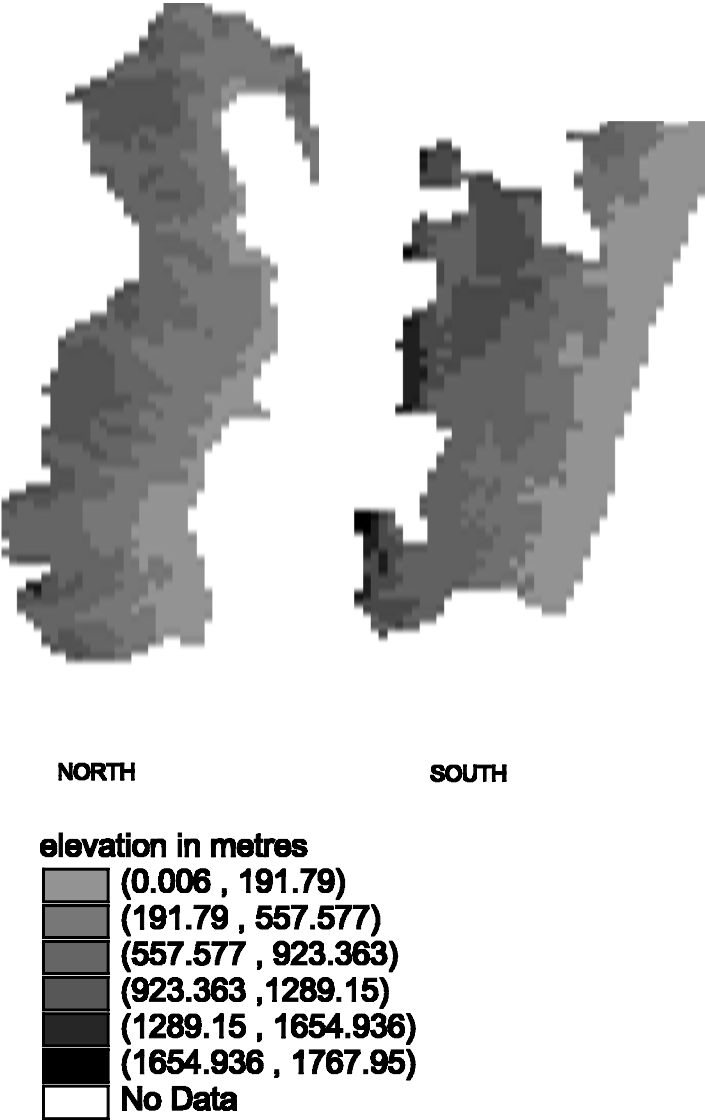 NORTH SOUTH
elevation in metres
(0.006 , 191.79)
(191.79 , 557.577)
(557.577 , 923.363)
(923.363 ,1289.15)
(1289.15 , 1654.936)
(1654.936 , 1767.95)
No Data